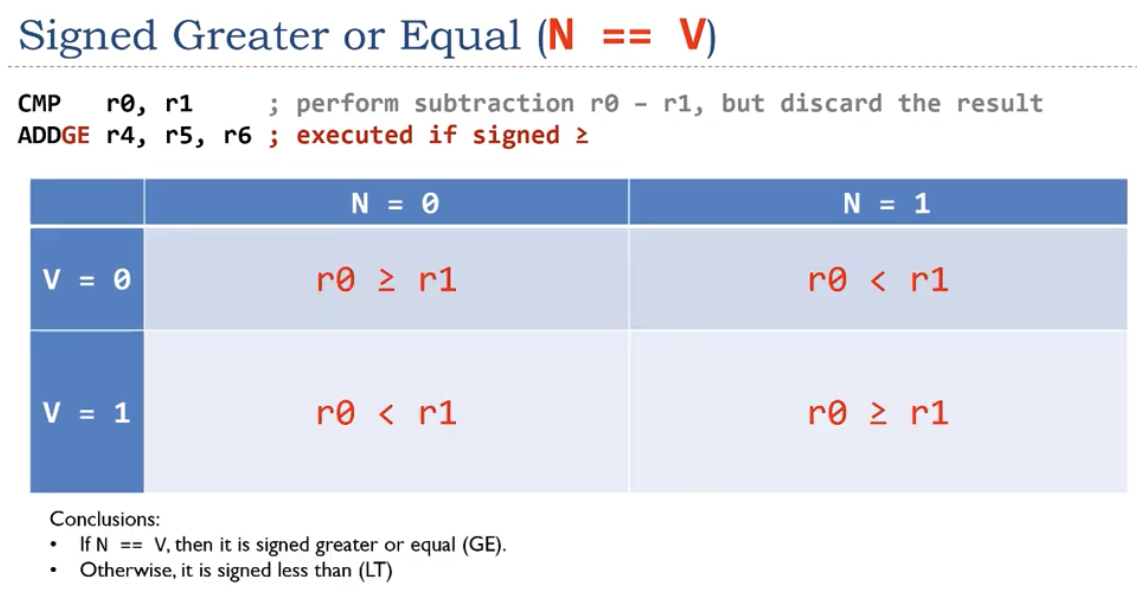 Signed Greater or Equal (N == V)
CMP r0, r1 ; perform subtraction r0 – r1, but discard the result
ADDGE r4, r5, r6 ; executed if signed ≥
N = 0 N = 1
V = 0 r0 ≥ r1 r0 < r1
V = 1 r0 < r1 r0 ≥ r1
Conclusions:
• If N == V, then it is signed greater or equal (GE).
• Otherwise, it is signed less than (LT)